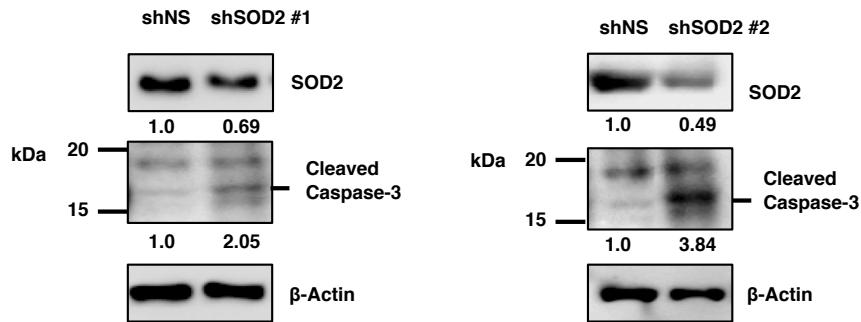 shNS shSOD2 #1
SOD2
1.0 0.69
kDa
20
15
Cleaved
Caspase-3
1.0 2.05
β-Actin
shNS shSOD2 #2
SOD2
1.0 0.49
kDa
20
15
Cleaved
Caspase-3
1.0 3.84
β-Actin